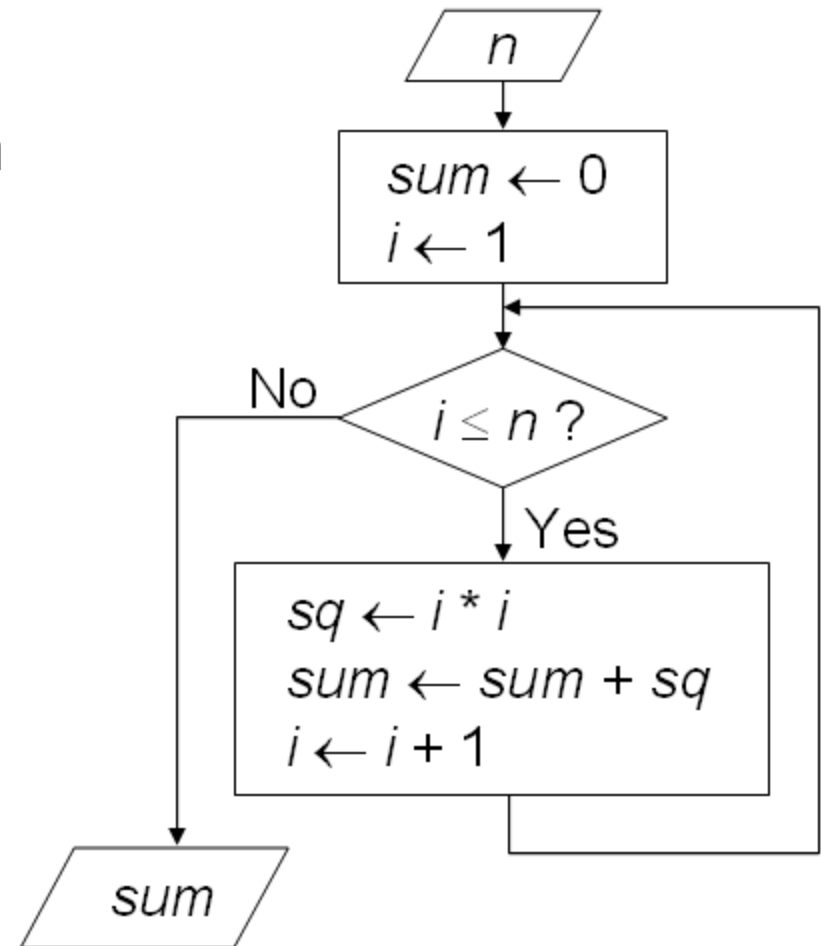 n
sum ← 0
i ← 1
No
i ≤ n ?
Yes
sq ← i * i
sum ← sum + sq
i ← i + 1
sum